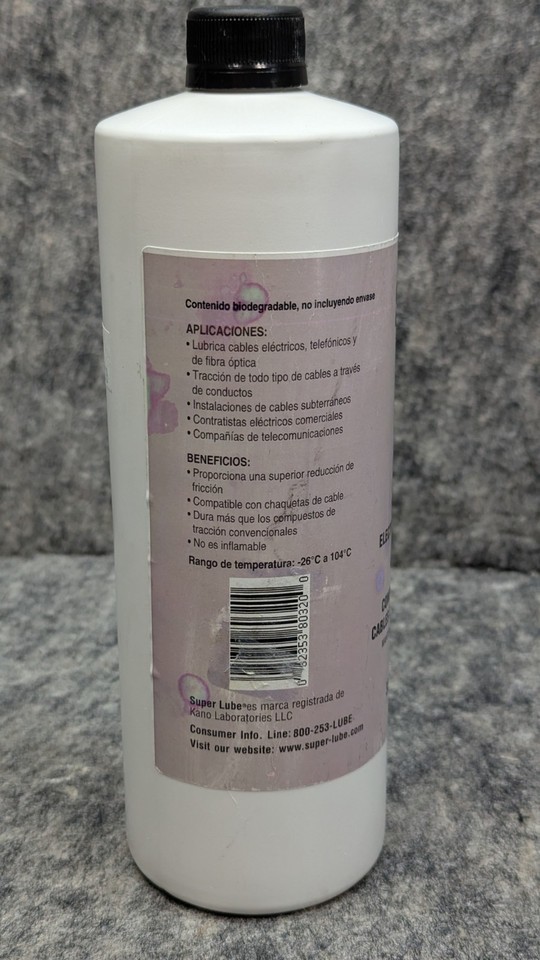 Contenido biodegradable, no incluyendo envase
APLICACIONES:
• Lubrica cables eléctricos, telefónicos y
de fibra óptica
• Tracción de todo tipo de cables a través
de conductos
• Instalaciones de cables subterráneos
• Contratistas eléctricos comerciales
• Compañías de telecomunicaciones
BENEFICIOS:
• Proporciona una superior reducción de
fricción
• Compatible con chaquetas de cable
• Dura más que los compuestos de
tracción convencionales
• No es inflamable
Rango de temperatura: -26°C a 104°C
0 82353 80320 0
Super Lube® es marca registrada de
Kano Laboratories LLC
Consumer Info. Line: 800-253-LUBE
Visit our website: www.super-lube.com